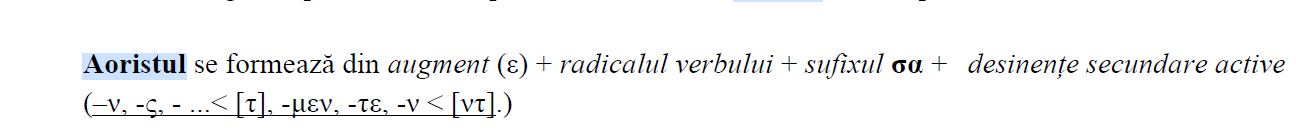 Aoristul se formează din augment (ε) + radicalul verbului + sufixul σα + desinențe secundare active
(–ν, -ς, - ...< [τ], -μεν, -τε, -ν < [ντ].)